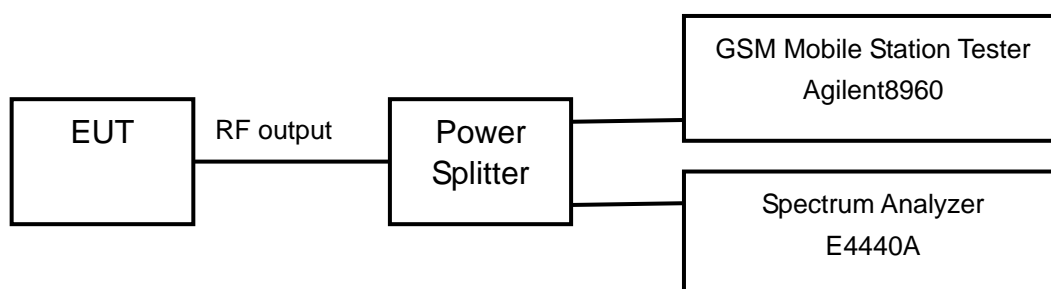 EUT
RF output
Power
Splitter
GSM Mobile Station Tester
Agilent8960
Spectrum Analyzer
E4440A